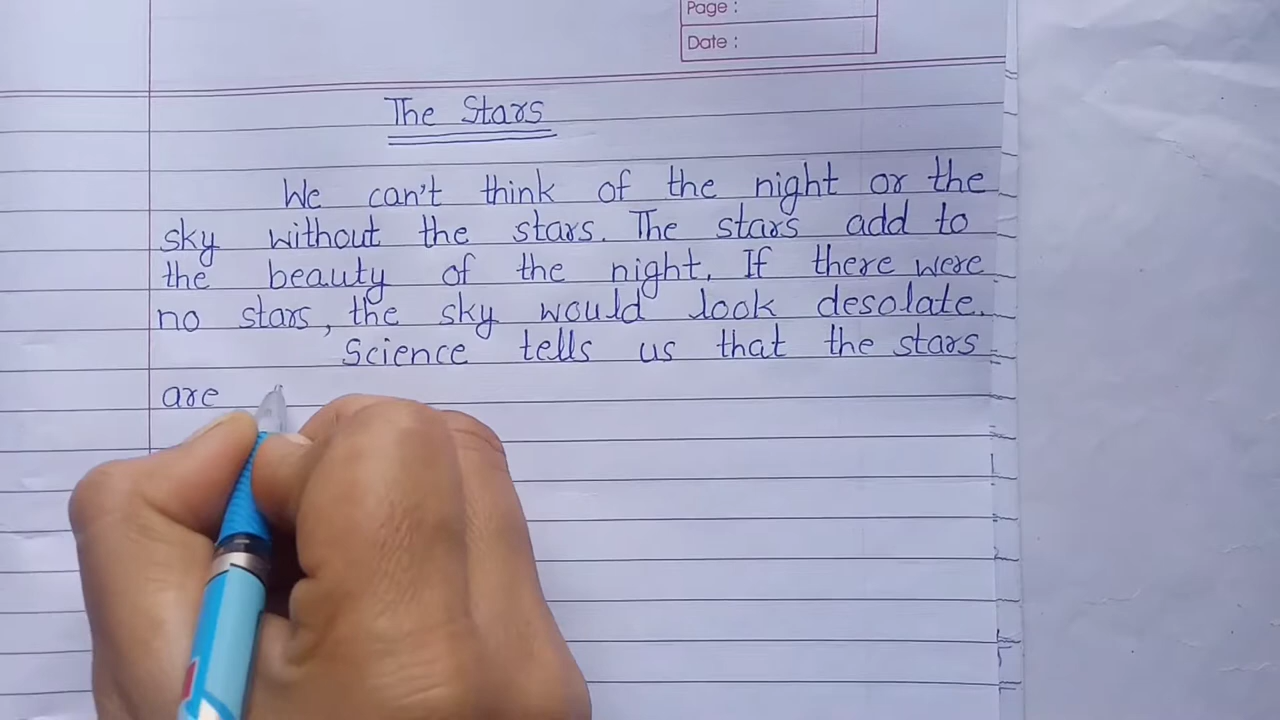 Page :
Date :
The Stars
We can't think of the night or the
sky without the stars. The stars add to
the beauty of the night. If there were
no stars, the sky would look desolate.
Science tells us that the stars
are